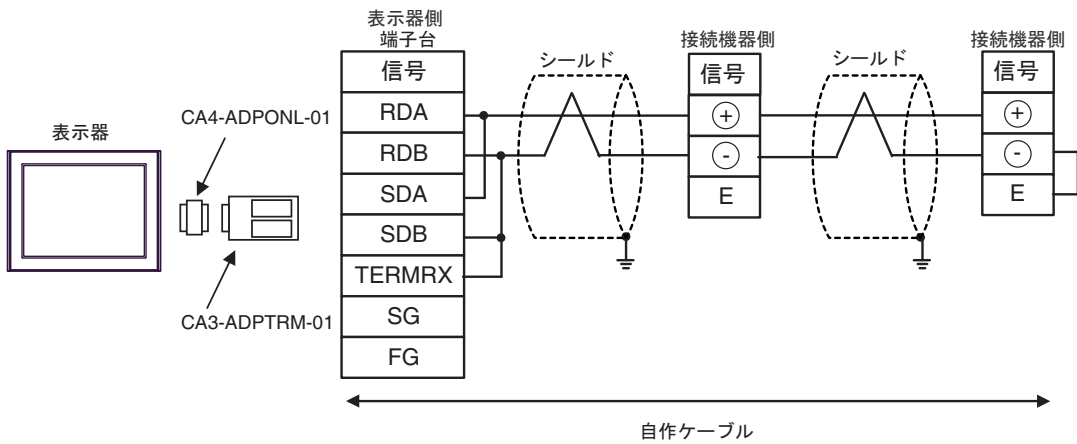 表示器
CA4-ADPONL-01
CA3-ADPTRM-01
表示器側
端子台
信号
RDA
RDB
SDA
SDB
TERMRX
SG
FG
シールド
接続機器側
信号
+
-
E
シールド
接続機器側
信号
+
-
E
自作ケーブル